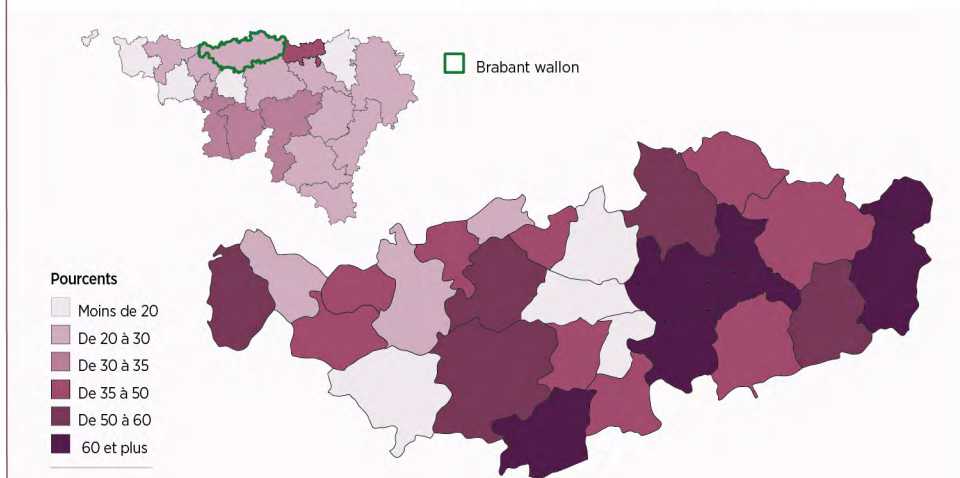 Brabant wallon
Pourcents
Moins de 20
De 20 à 30
De 30 à 35
De 35 à 50
De 50 à 60
60 et plus